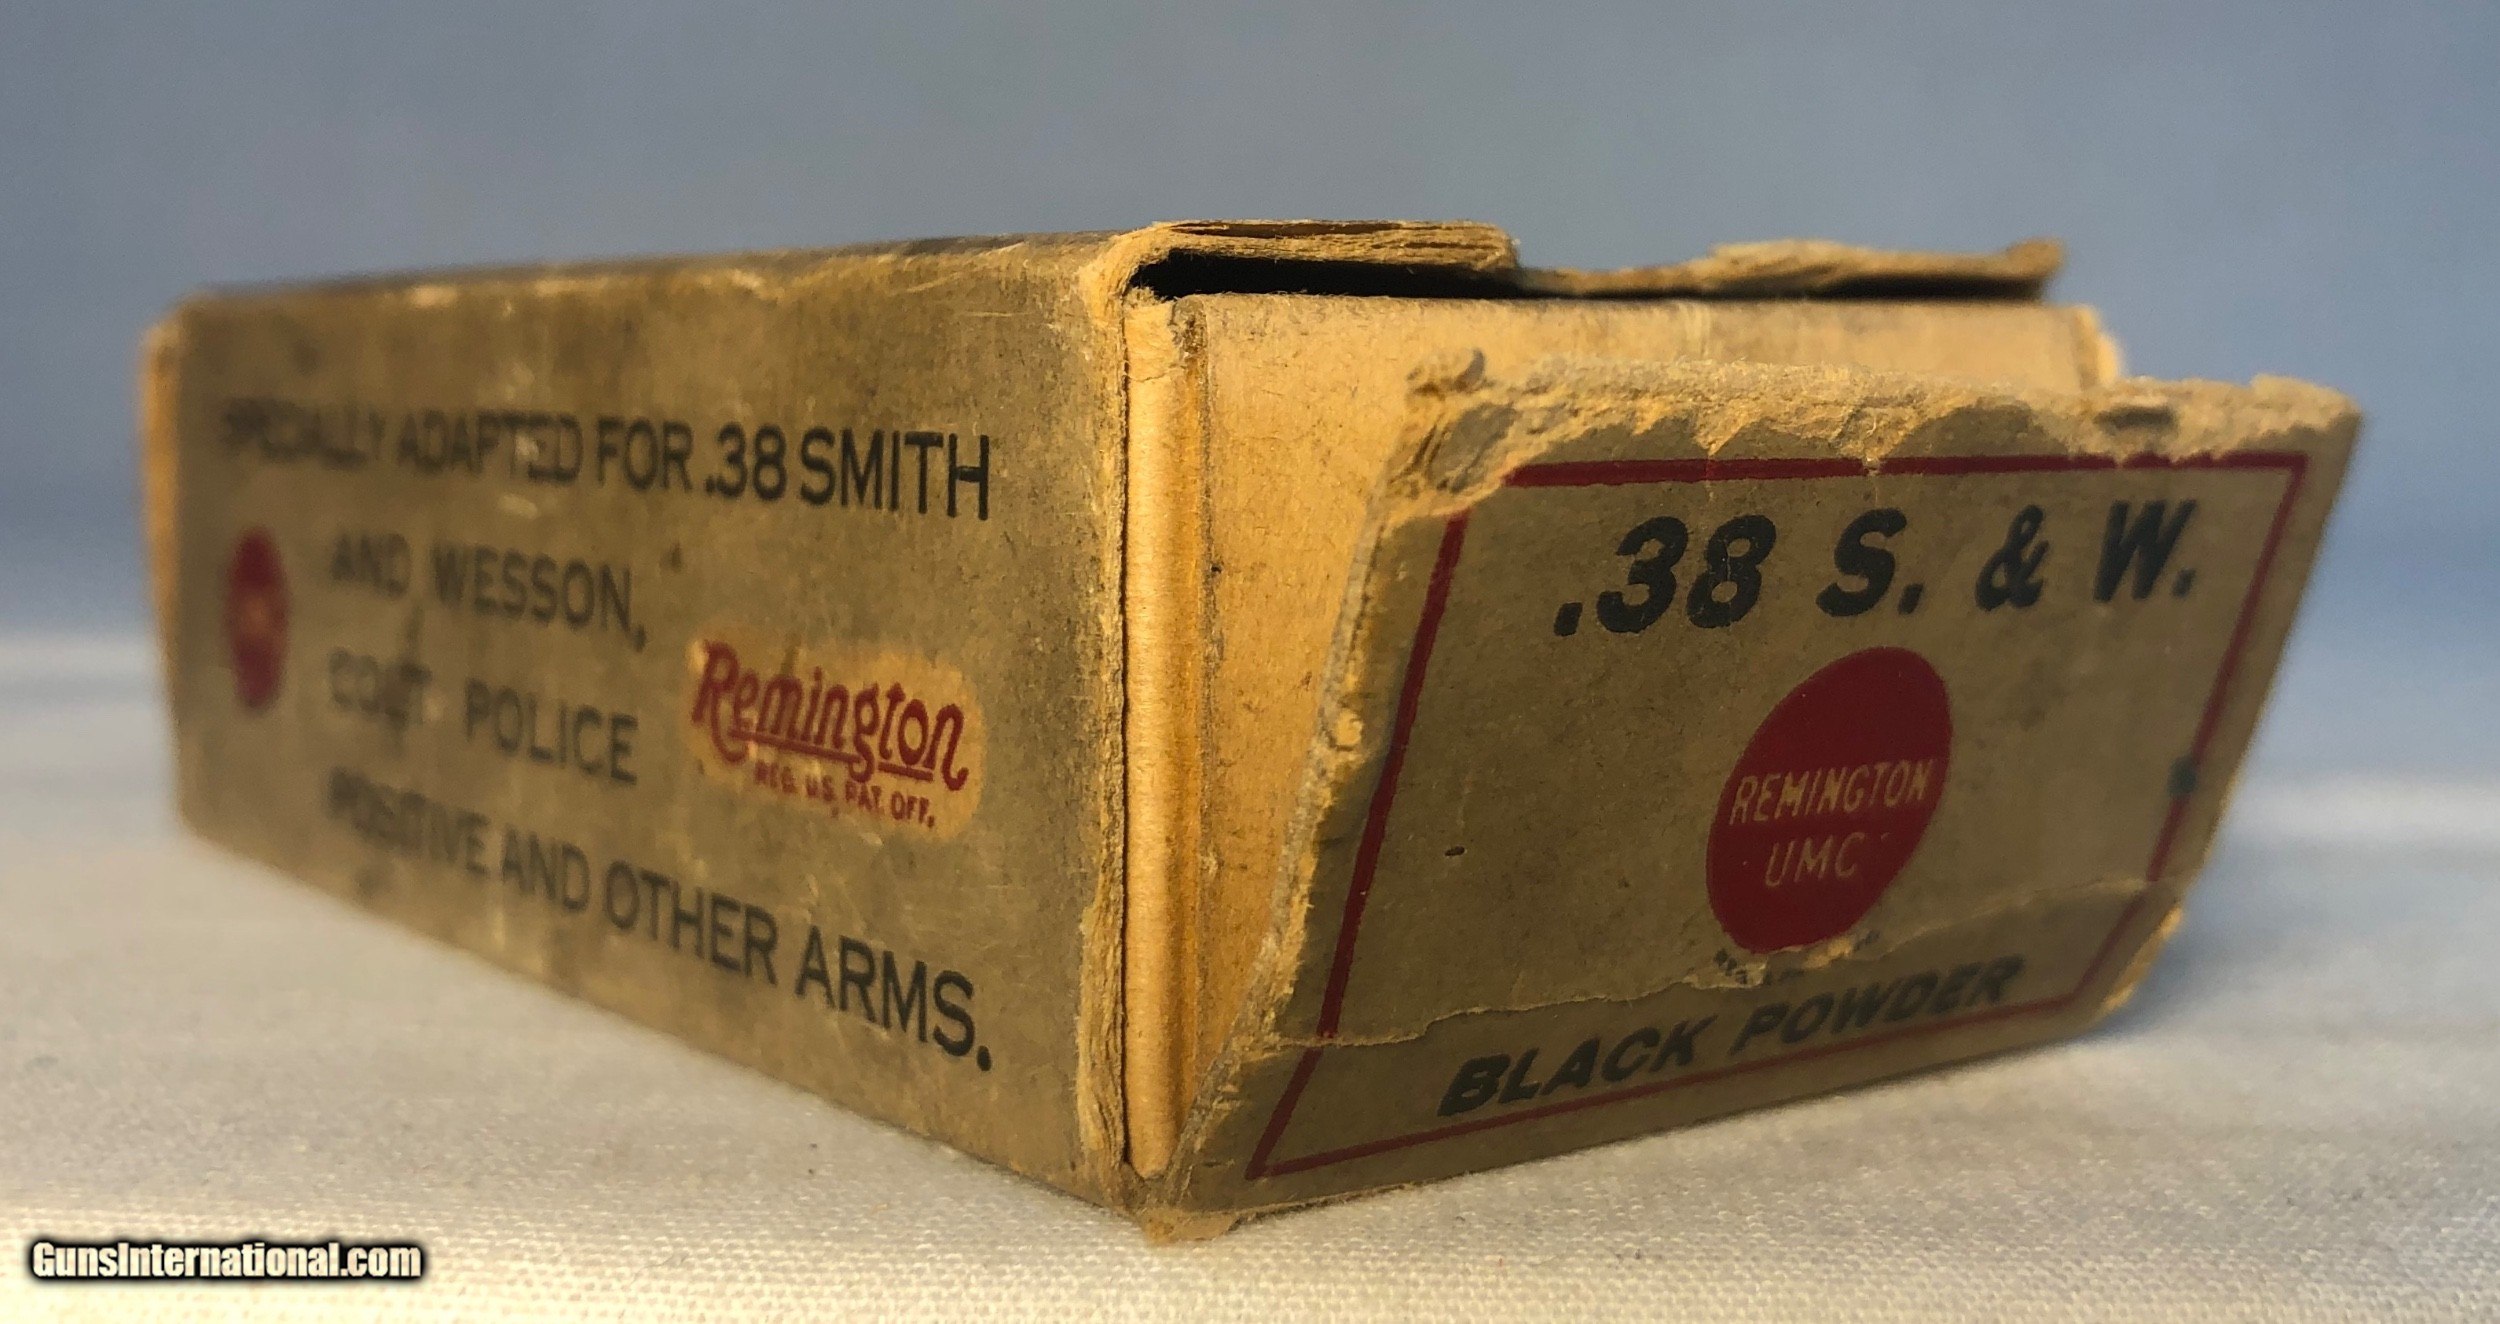 SPECIALLY ADAPTED FOR .38 SMITH
AND WESSON,
COLT POLICE
POSITIVE AND OTHER ARMS.
Remington
REG. U.S. PAT. OFF.
.38 S. & W.
REMINGTON
UMC
BLACK POWDER
GunsInternational.com